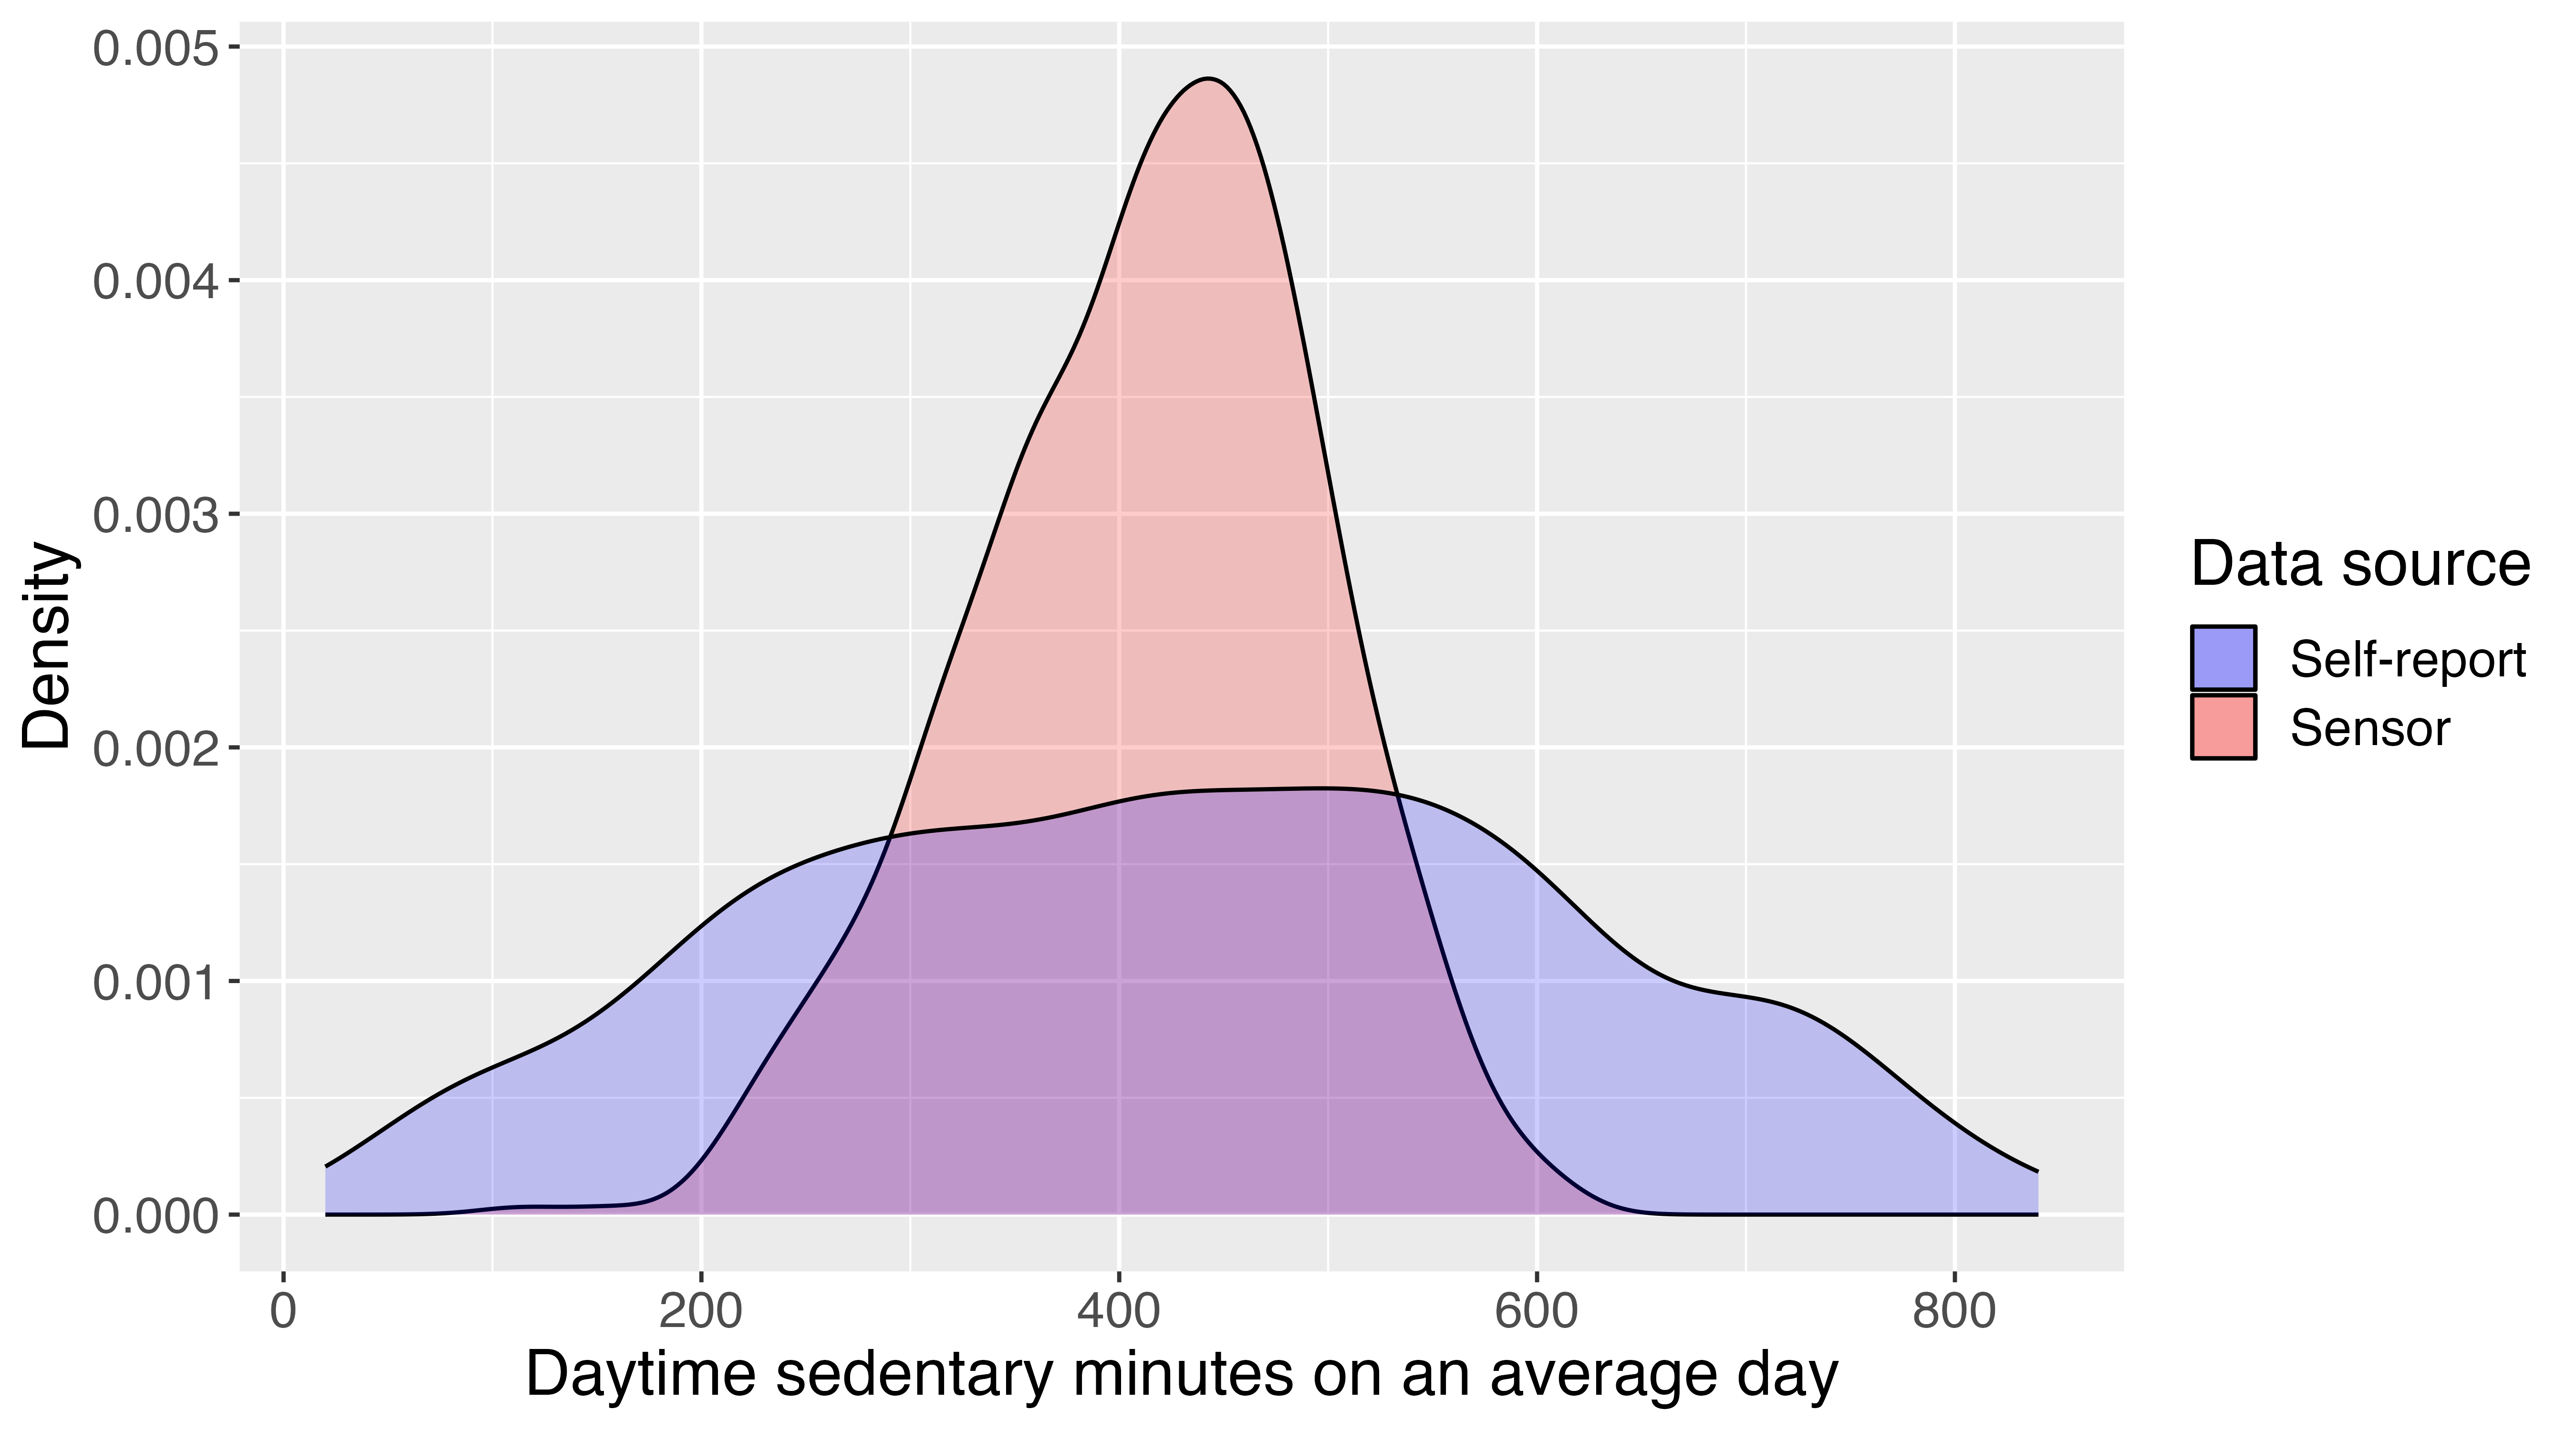 0.005
0.004
0.003
0.002
0.001
0.000
Density
0 200 400 600 800
Daytime sedentary minutes on an average day
Data source
Self-report
Sensor